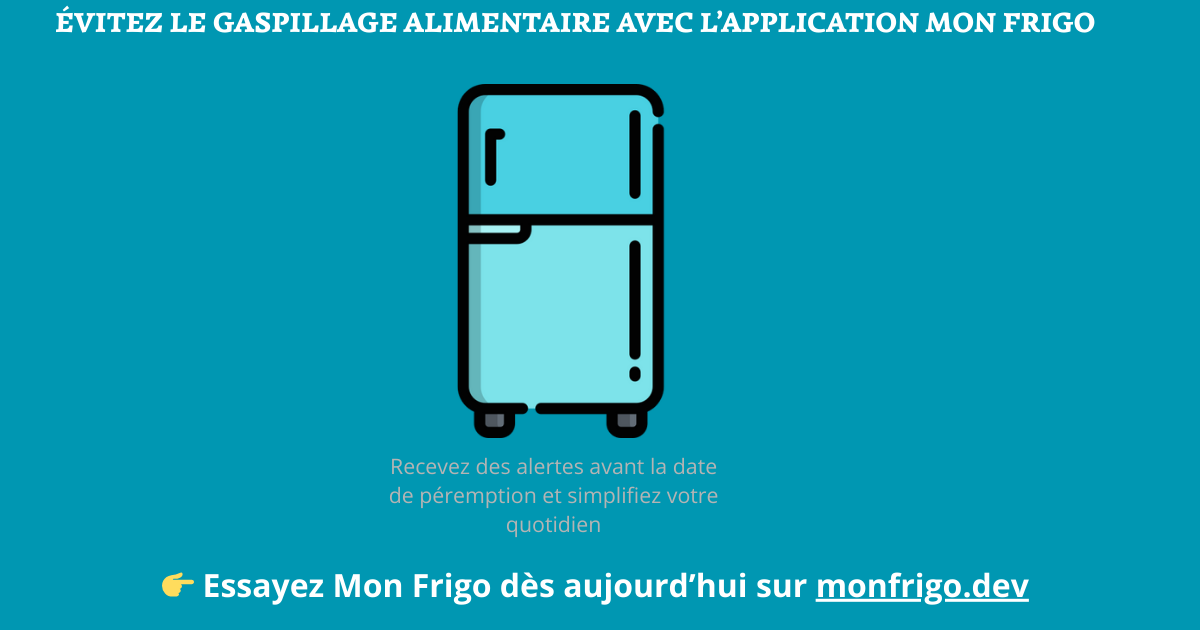 ÉVITEZ LE GASPILLAGE ALIMENTAIRE AVEC L’APPLICATION MON FRIGO
Recevez des alertes avant la date
de péremption et simplifiez votre
quotidien
👉 Essayez Mon Frigo dès aujourd’hui sur monfrigo.dev